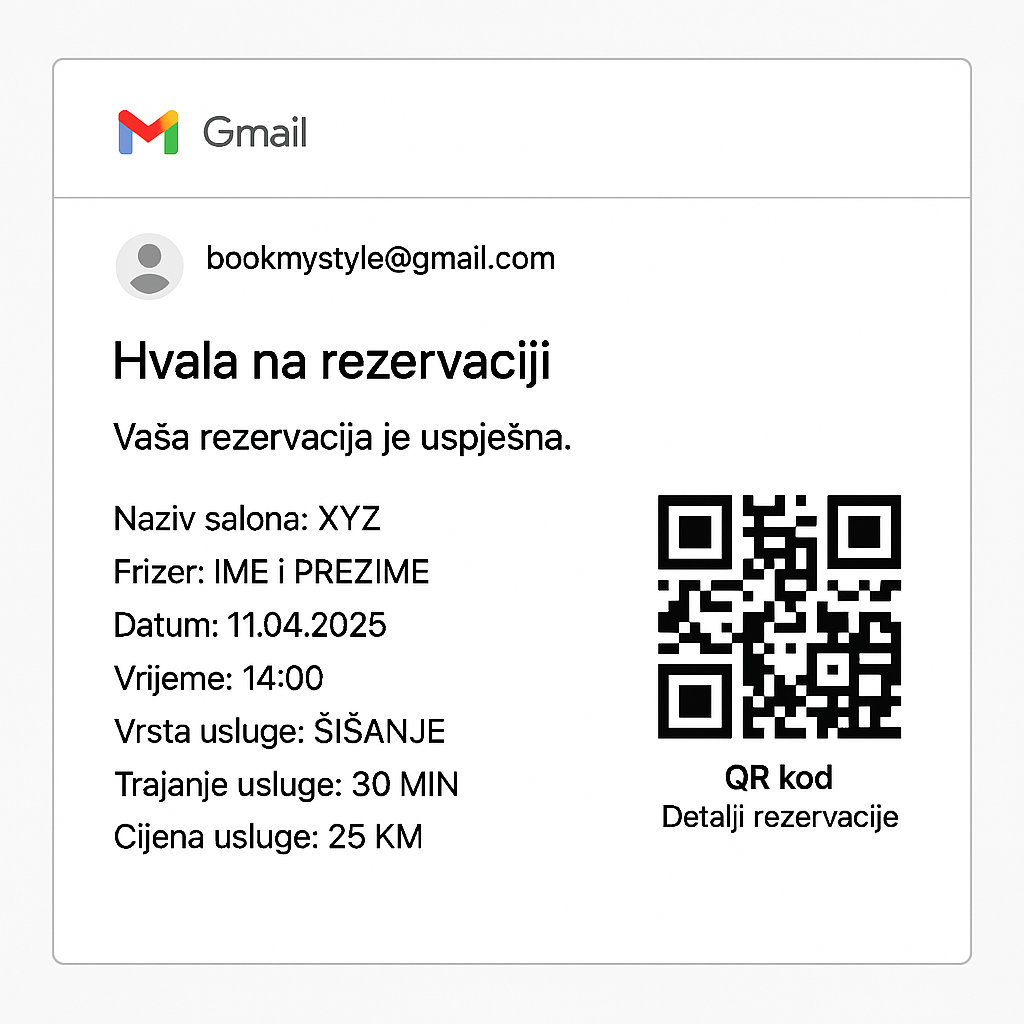 Gmail
bookmystyle@gmail.com
Hvala na rezervaciji
Vaša rezervacija je uspješna.
Naziv salona: XYZ
Frizer: IME i PREZIME
Datum: 11.04.2025
Vrijeme: 14:00
Vrsta usluge: ŠIŠANJE
Trajanje usluge: 30 MIN
Cijena usluge: 25 KM
QR kod
Detalji rezervacije